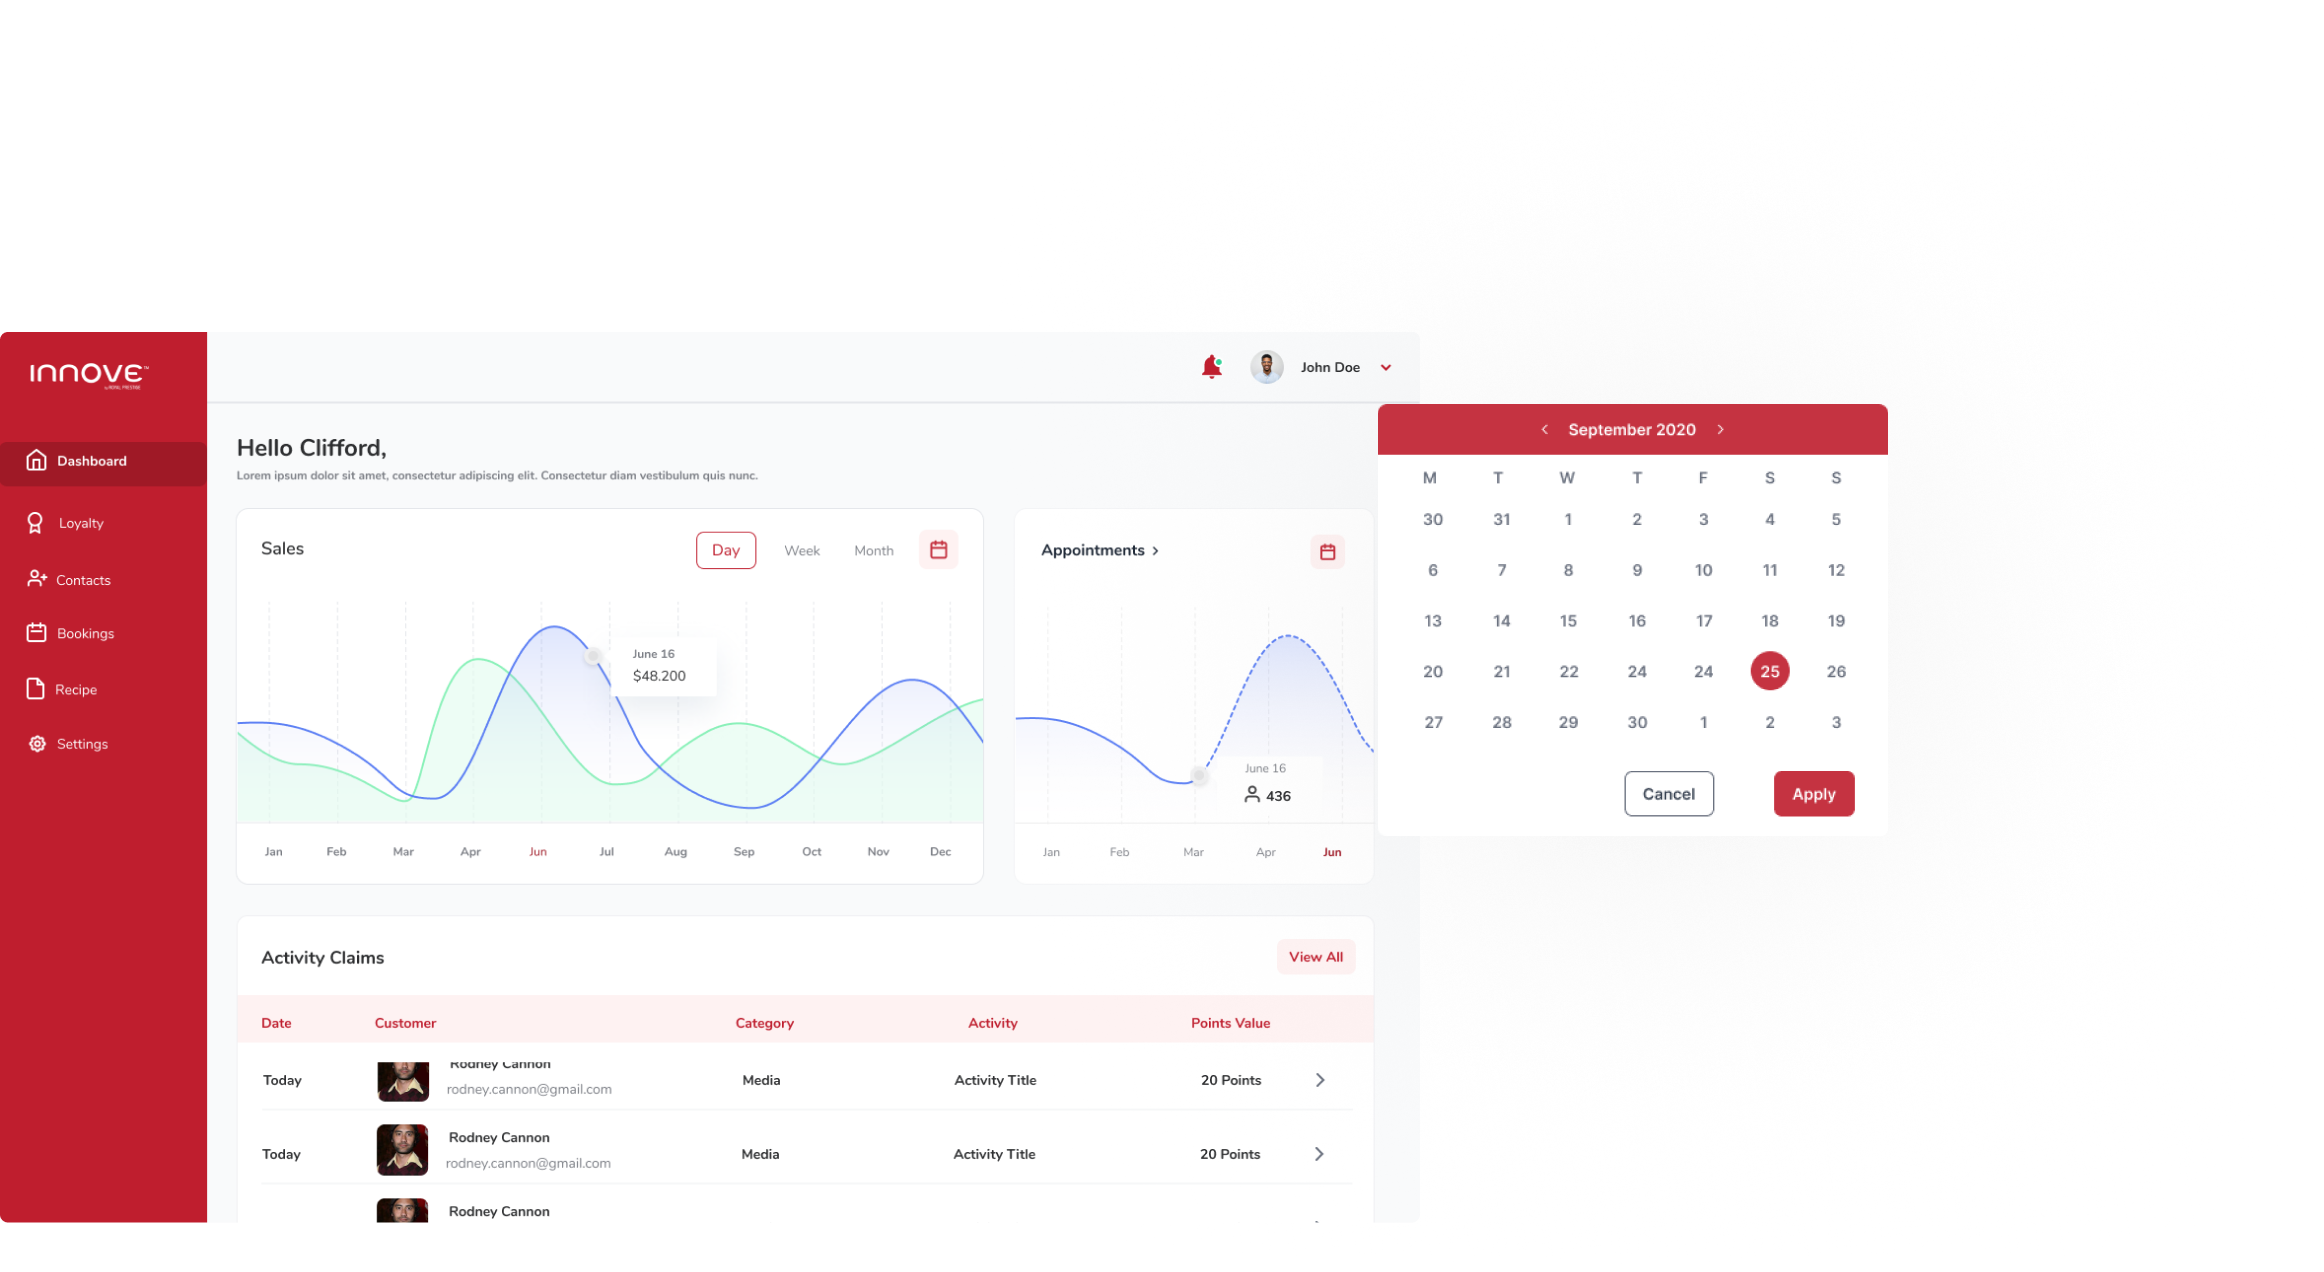 INNOVE™
by ROYAL PRESTIGE
Dashboard
Loyalty
Contacts
Bookings
Recipe
Settings
John Doe
Hello Clifford,
Lorem ipsum dolor sit amet, consectetur adipiscing elit. Consectetur diam vestibulum quis nunc.
Sales
Day Week Month
June 16
$48.200
Jan Feb Mar Apr Jun Jul Aug Sep Oct Nov Dec
Appointments
June 16
436
Jan Feb Mar Apr Jun
September 2020
M T W T F S S
30 31 1 2 3 4 5
6 7 8 9 10 11 12
13 14 15 16 17 18 19
20 21 22 24 24 25 26
27 28 29 30 1 2 3
Cancel Apply
Activity Claims
View All
Date Customer Category Activity Points Value
Today Rodney Cannon Media Activity Title 20 Points
rodney.cannon@gmail.com
Today Rodney Cannon Media Activity Title 20 Points
rodney.cannon@gmail.com
Rodney Cannon